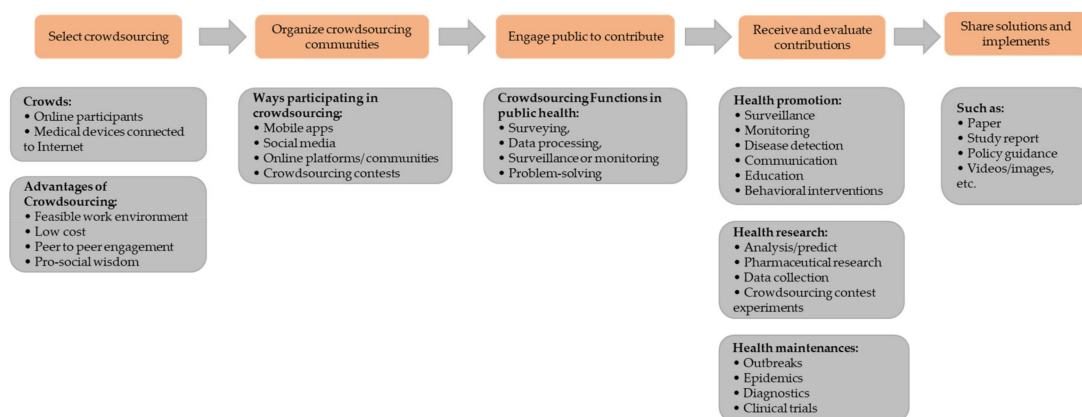 Select crowdsourcing
Organize crowdsourcing
communities
Engage public to contribute
Receive and evaluate
contributions
Share solutions and
implements
Crowds:
• Online participants
• Medical devices connected
to Internet
Advantages of
Crowdsourcing:
• Feasible work environment
• Low cost
• Peer to peer engagement
• Pro-social wisdom
Ways participating in
crowdsourcing:
• Mobile apps
• Social media
• Online platforms/communities
• Crowdsourcing contests
Crowdsourcing Functions in
public health:
• Surveying,
• Data processing,
• Surveillance or monitoring
• Problem-solving
Health promotion:
• Surveillance
• Monitoring
• Disease detection
• Communication
• Education
• Behavioral interventions
Health research:
• Analysis/predict
• Pharmaceutical research
• Data collection
• Crowdsourcing contest
experiments
Health maintenances:
• Outbreaks
• Epidemics
• Diagnostics
• Clinical trials
Such as:
• Paper
• Study report
• Policy guidance
• Videos/images,
etc.